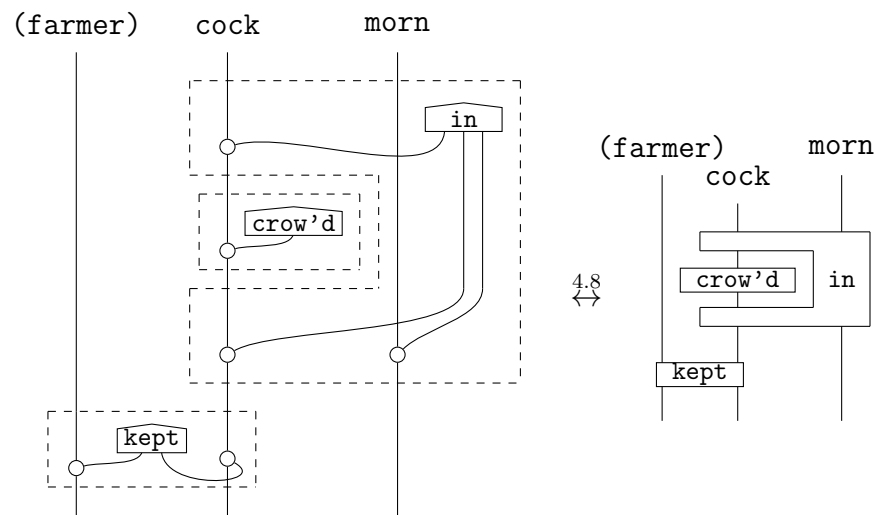 (farmer) cock morn
in
crow'd
kept
4.8
↔
(farmer) morn
cock
crow'd in
kept